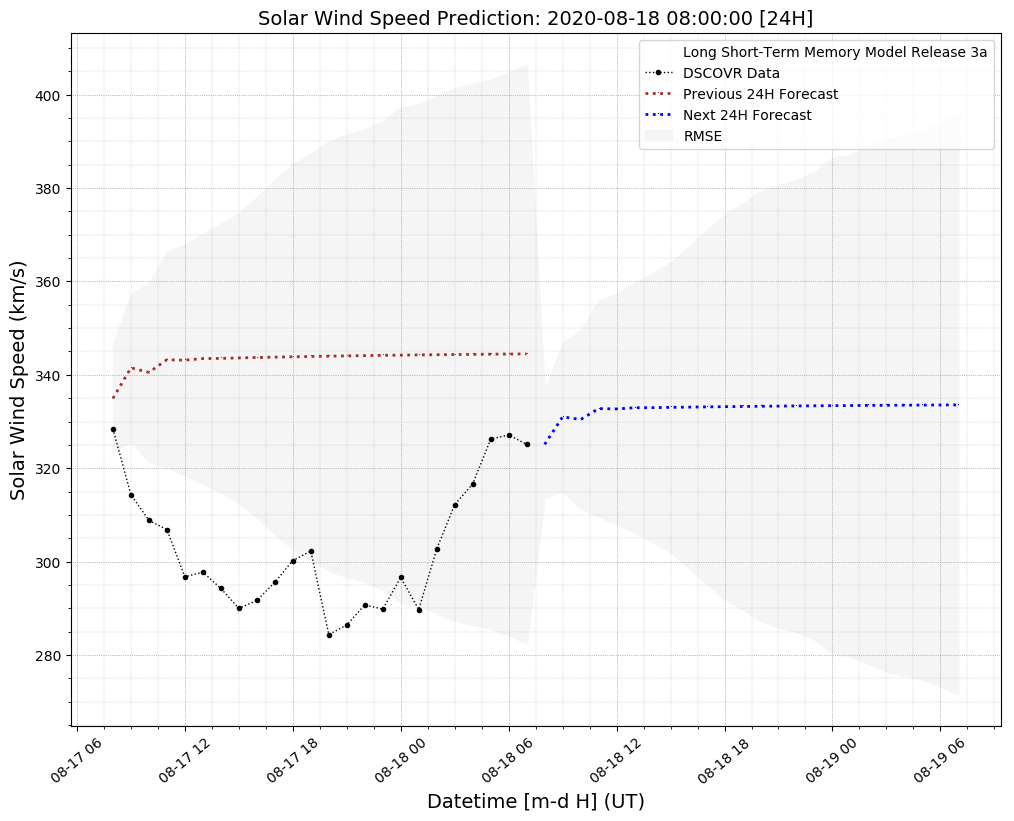 Solar Wind Speed Prediction: 2020-08-18 08:00:00 [24H]
Long Short-Term Memory Model Release 3a
DSCOVR Data
Previous 24H Forecast
Next 24H Forecast
RMSE
Solar Wind Speed (km/s)
400
380
360
340
320
300
280
08-17 06
08-17 12
08-17 18
08-18 00
08-18 06
08-18 12
08-18 18
08-19 00
08-19 06
Datetime [m-d H] (UT)